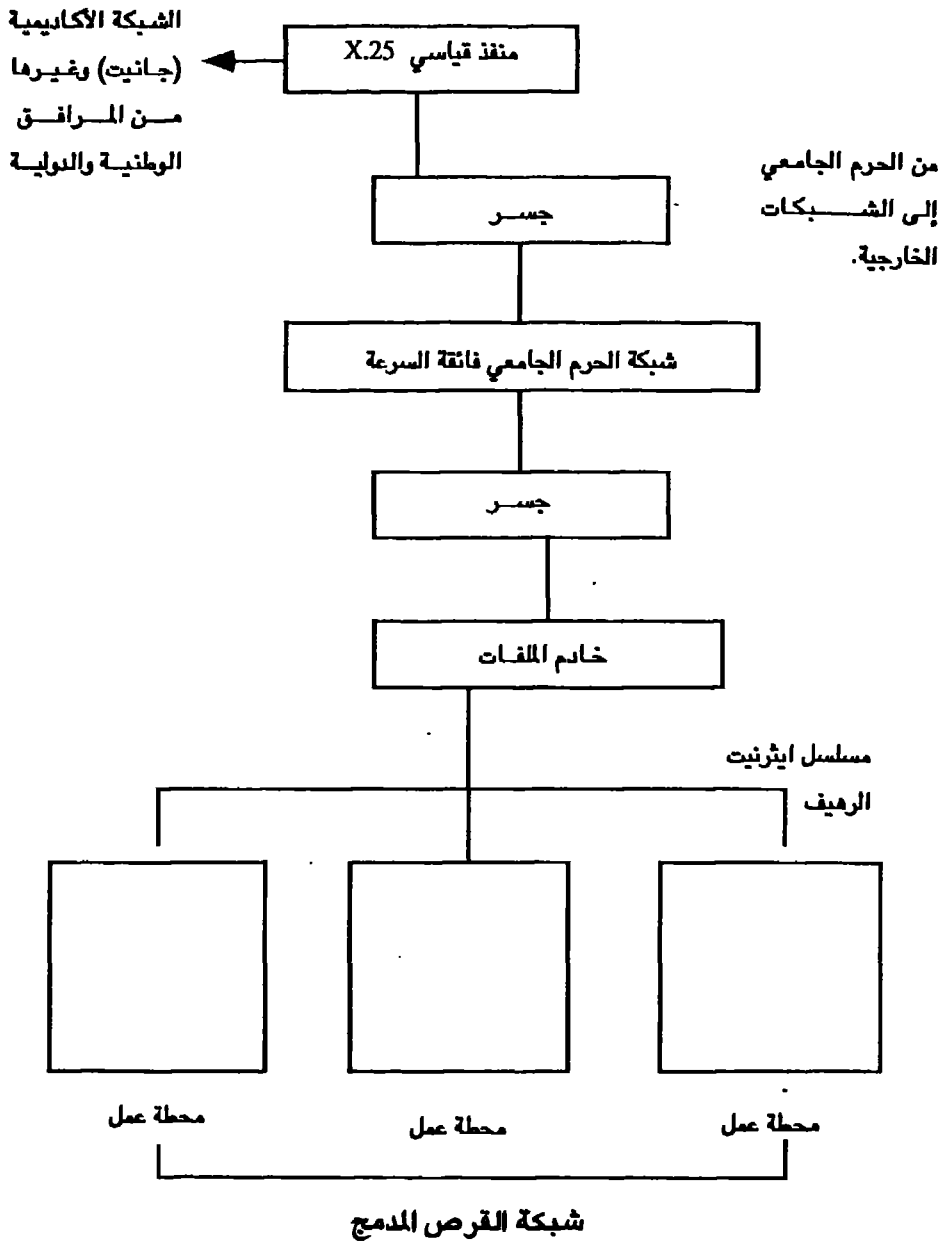 الشبكة الأكاديمية
(جانيت) وغيرها
من المرافق
الوطنية والدولية
منفذ قياسي X.25
من الحرم الجامعي
إلى الشبكات
الخارجية.
جسر
شبكة الحرم الجامعي فائقة السرعة
جسر
خادم الملفات
مسلسل ايثرنيت
الرهيف
محطة عمل
محطة عمل
محطة عمل
شبكة القرص المدمج